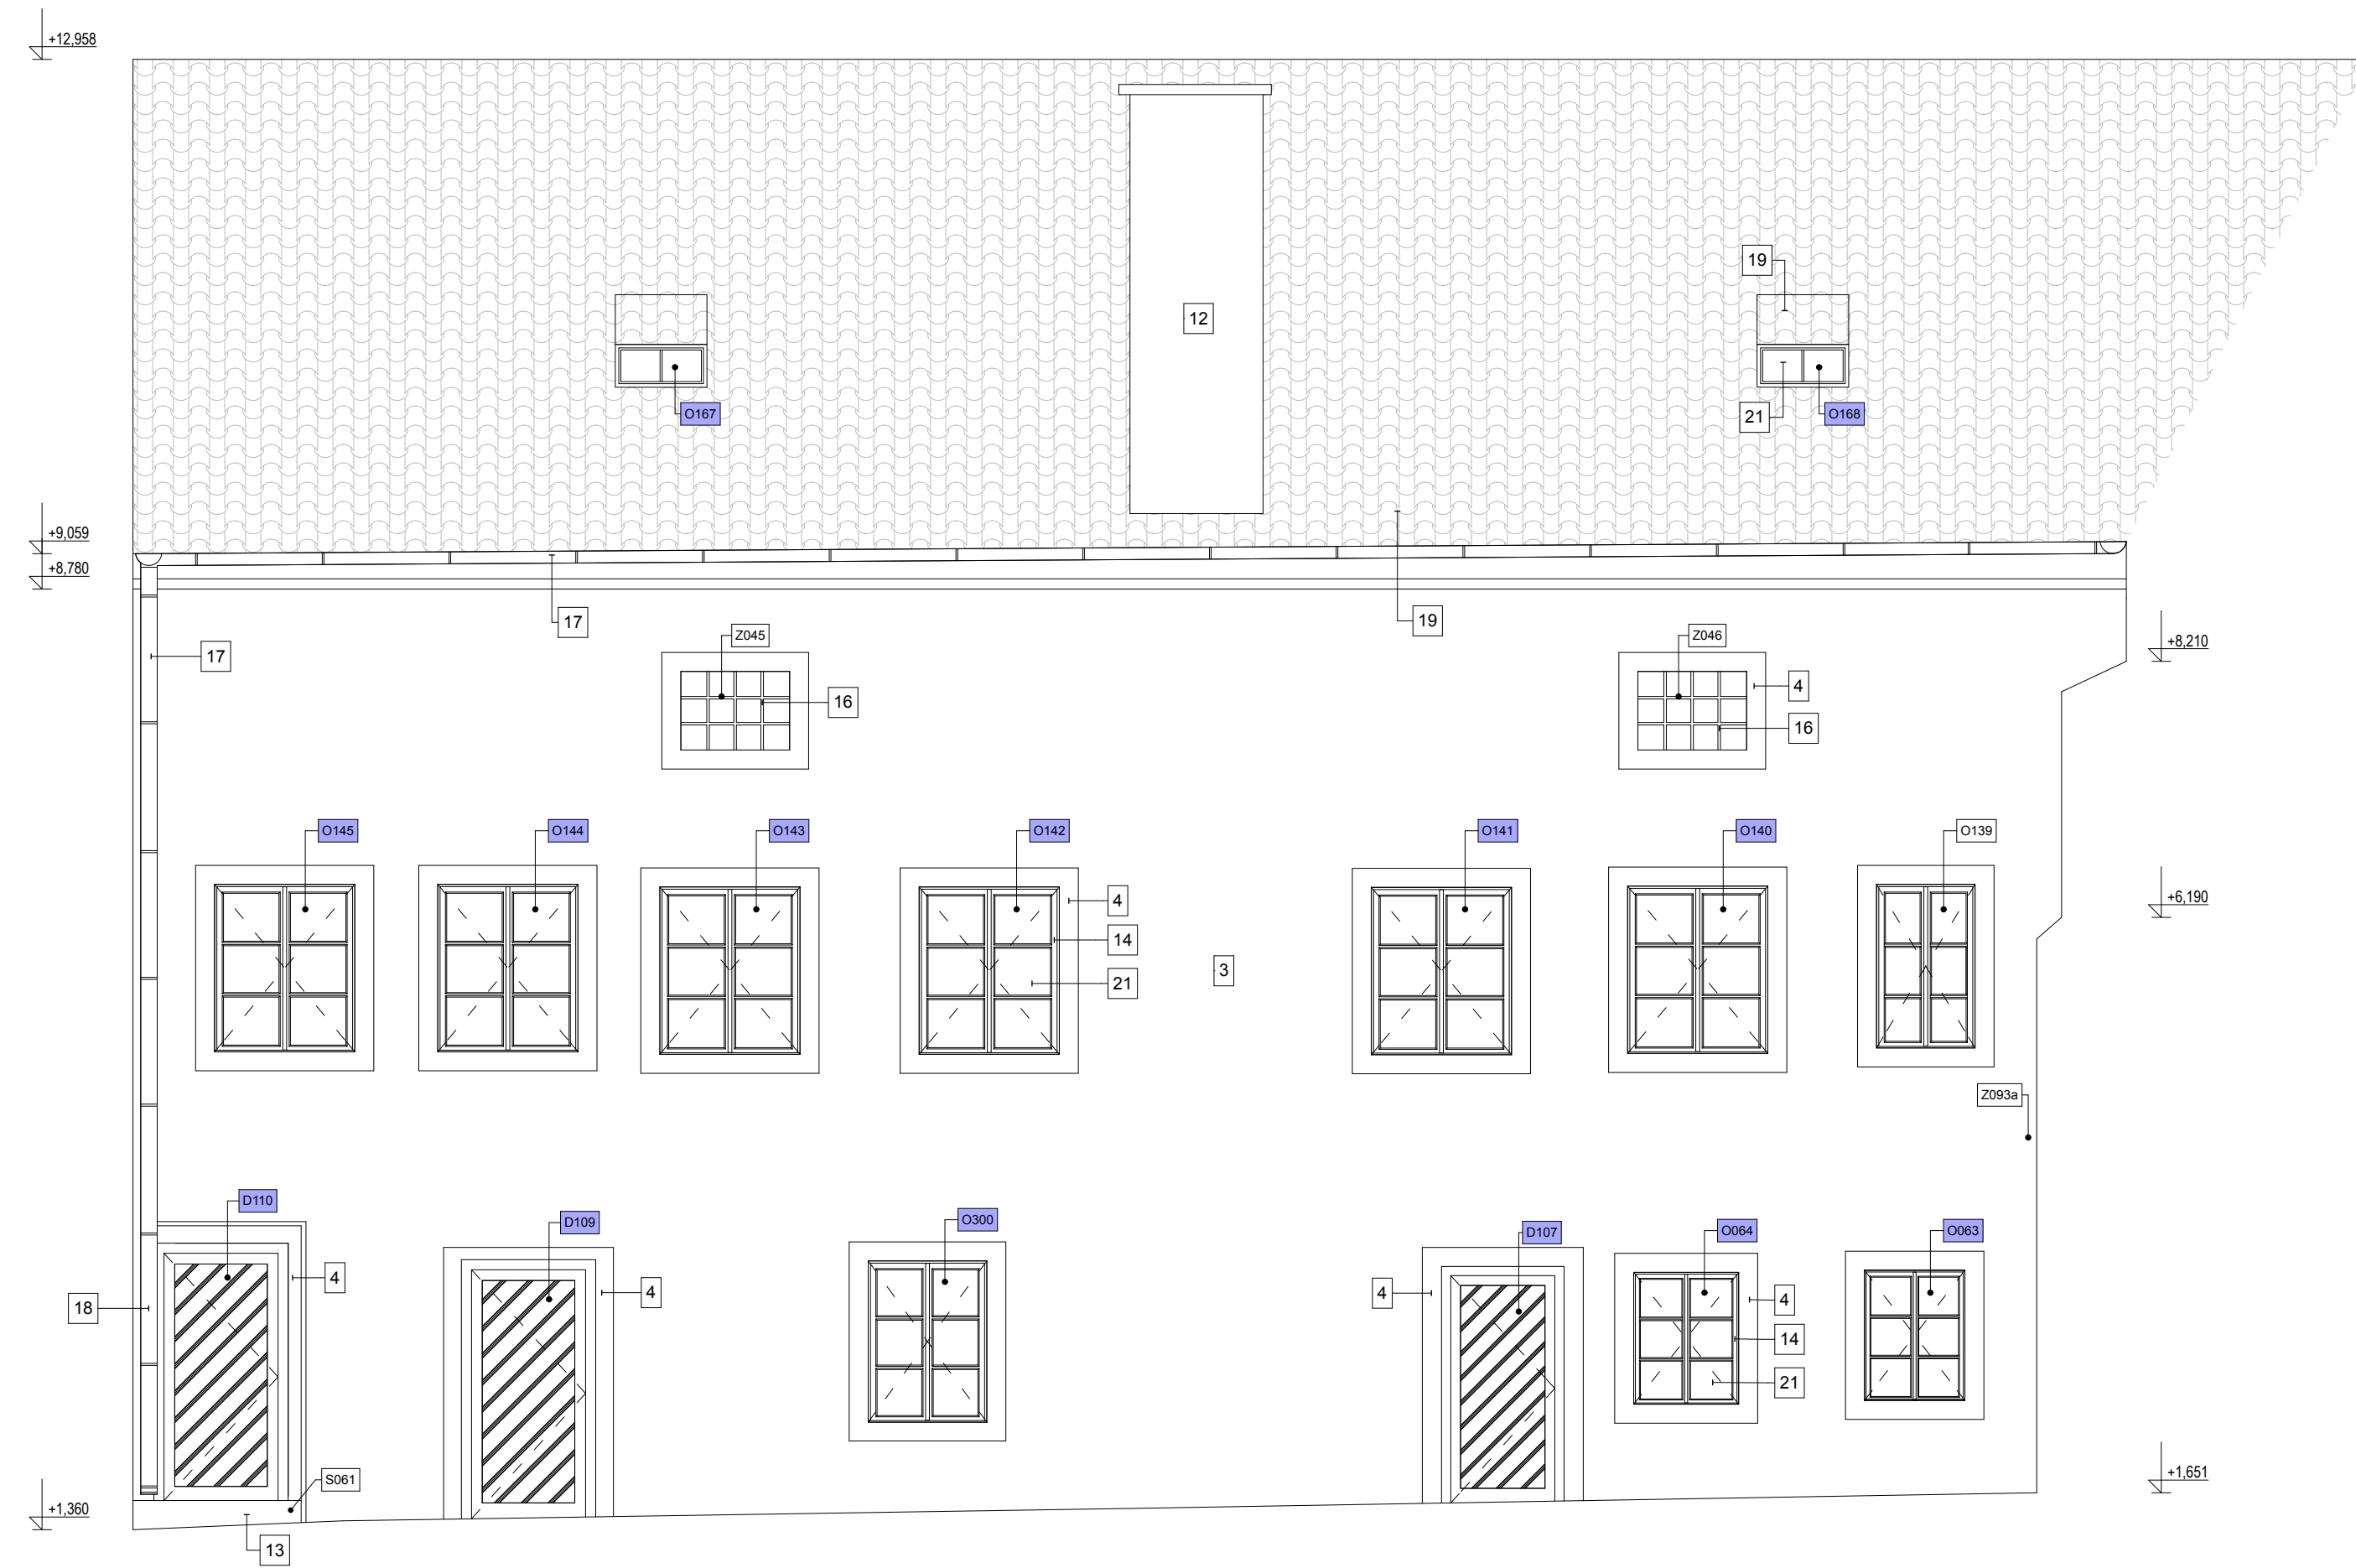 +12,958
19
12
O167
21
O168
+9,059
+8,780
17
19
Z045
Z046
+8,210
17
4
16
16
O145
O144
O143
O142
O141
O140
O139
+6,190
4
14
3
21
Z093a
D110
D109
O300
D107
O064
O063
4
4
4
4
18
14
21
S061
+1,651
+1,360
13